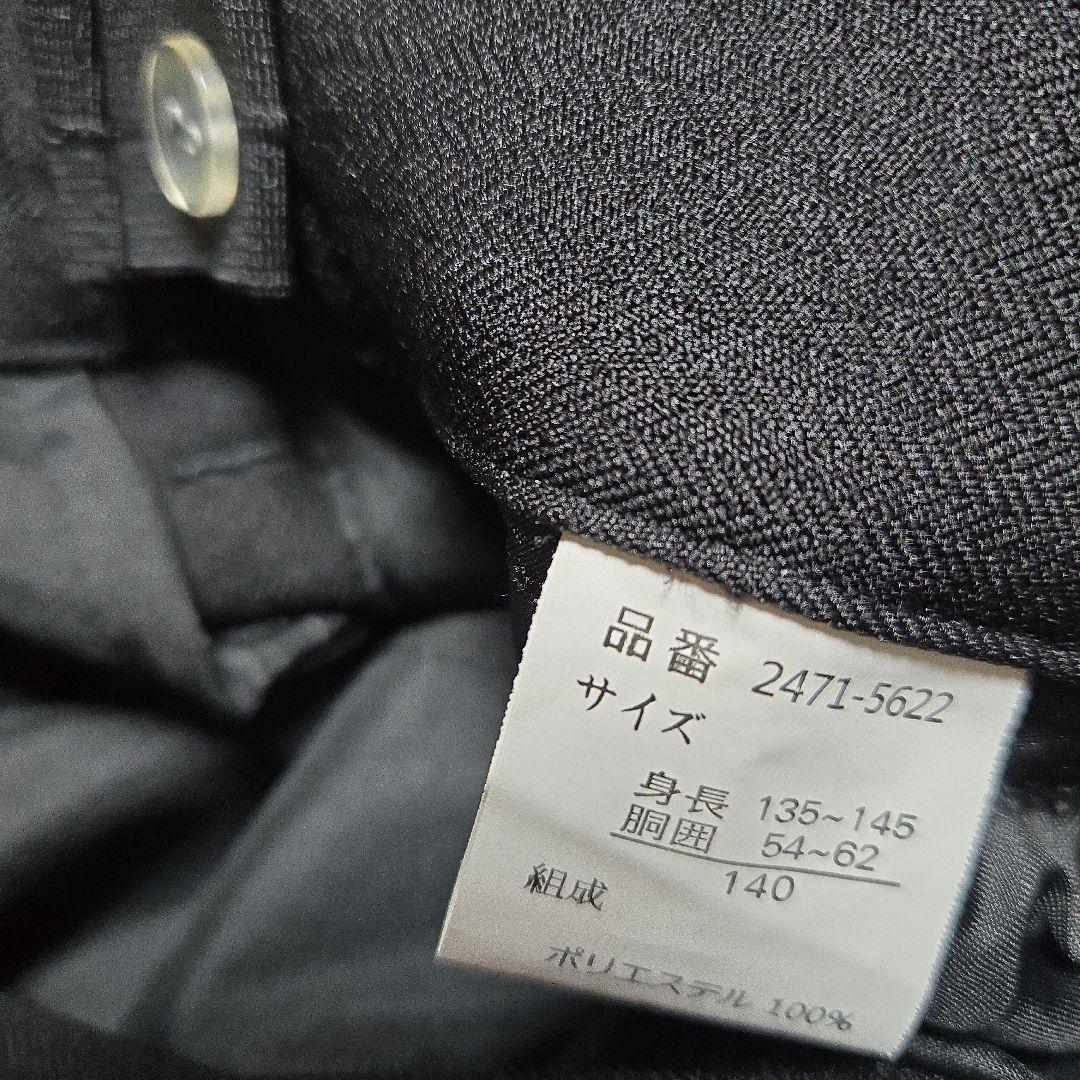 品番 2471-5622
サイズ
身長 135~145
胴囲 54~62
140
組成
ポリエステル 100%